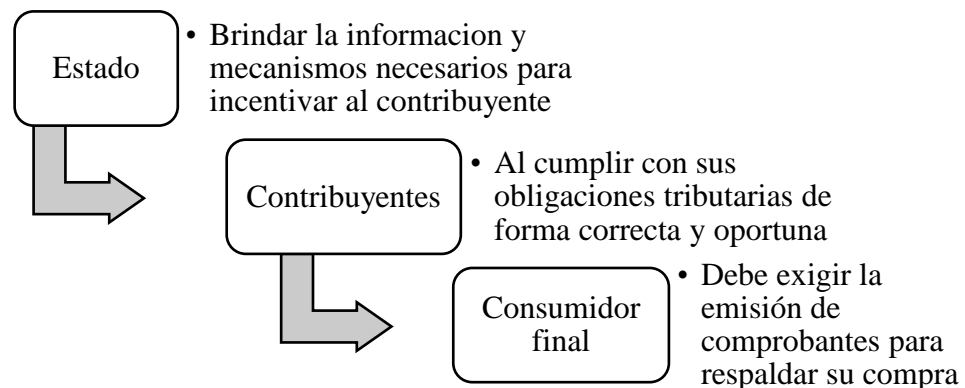 Estado
• Brindar la informacion y
mecanismos necesarios para
incentivar al contribuyente
Contribuyentes
• Al cumplir con sus
obligaciones tributarias de
forma correcta y oportuna
Consumidor
final
• Debe exigir la
emisión de
comprobantes para
respaldar su compra